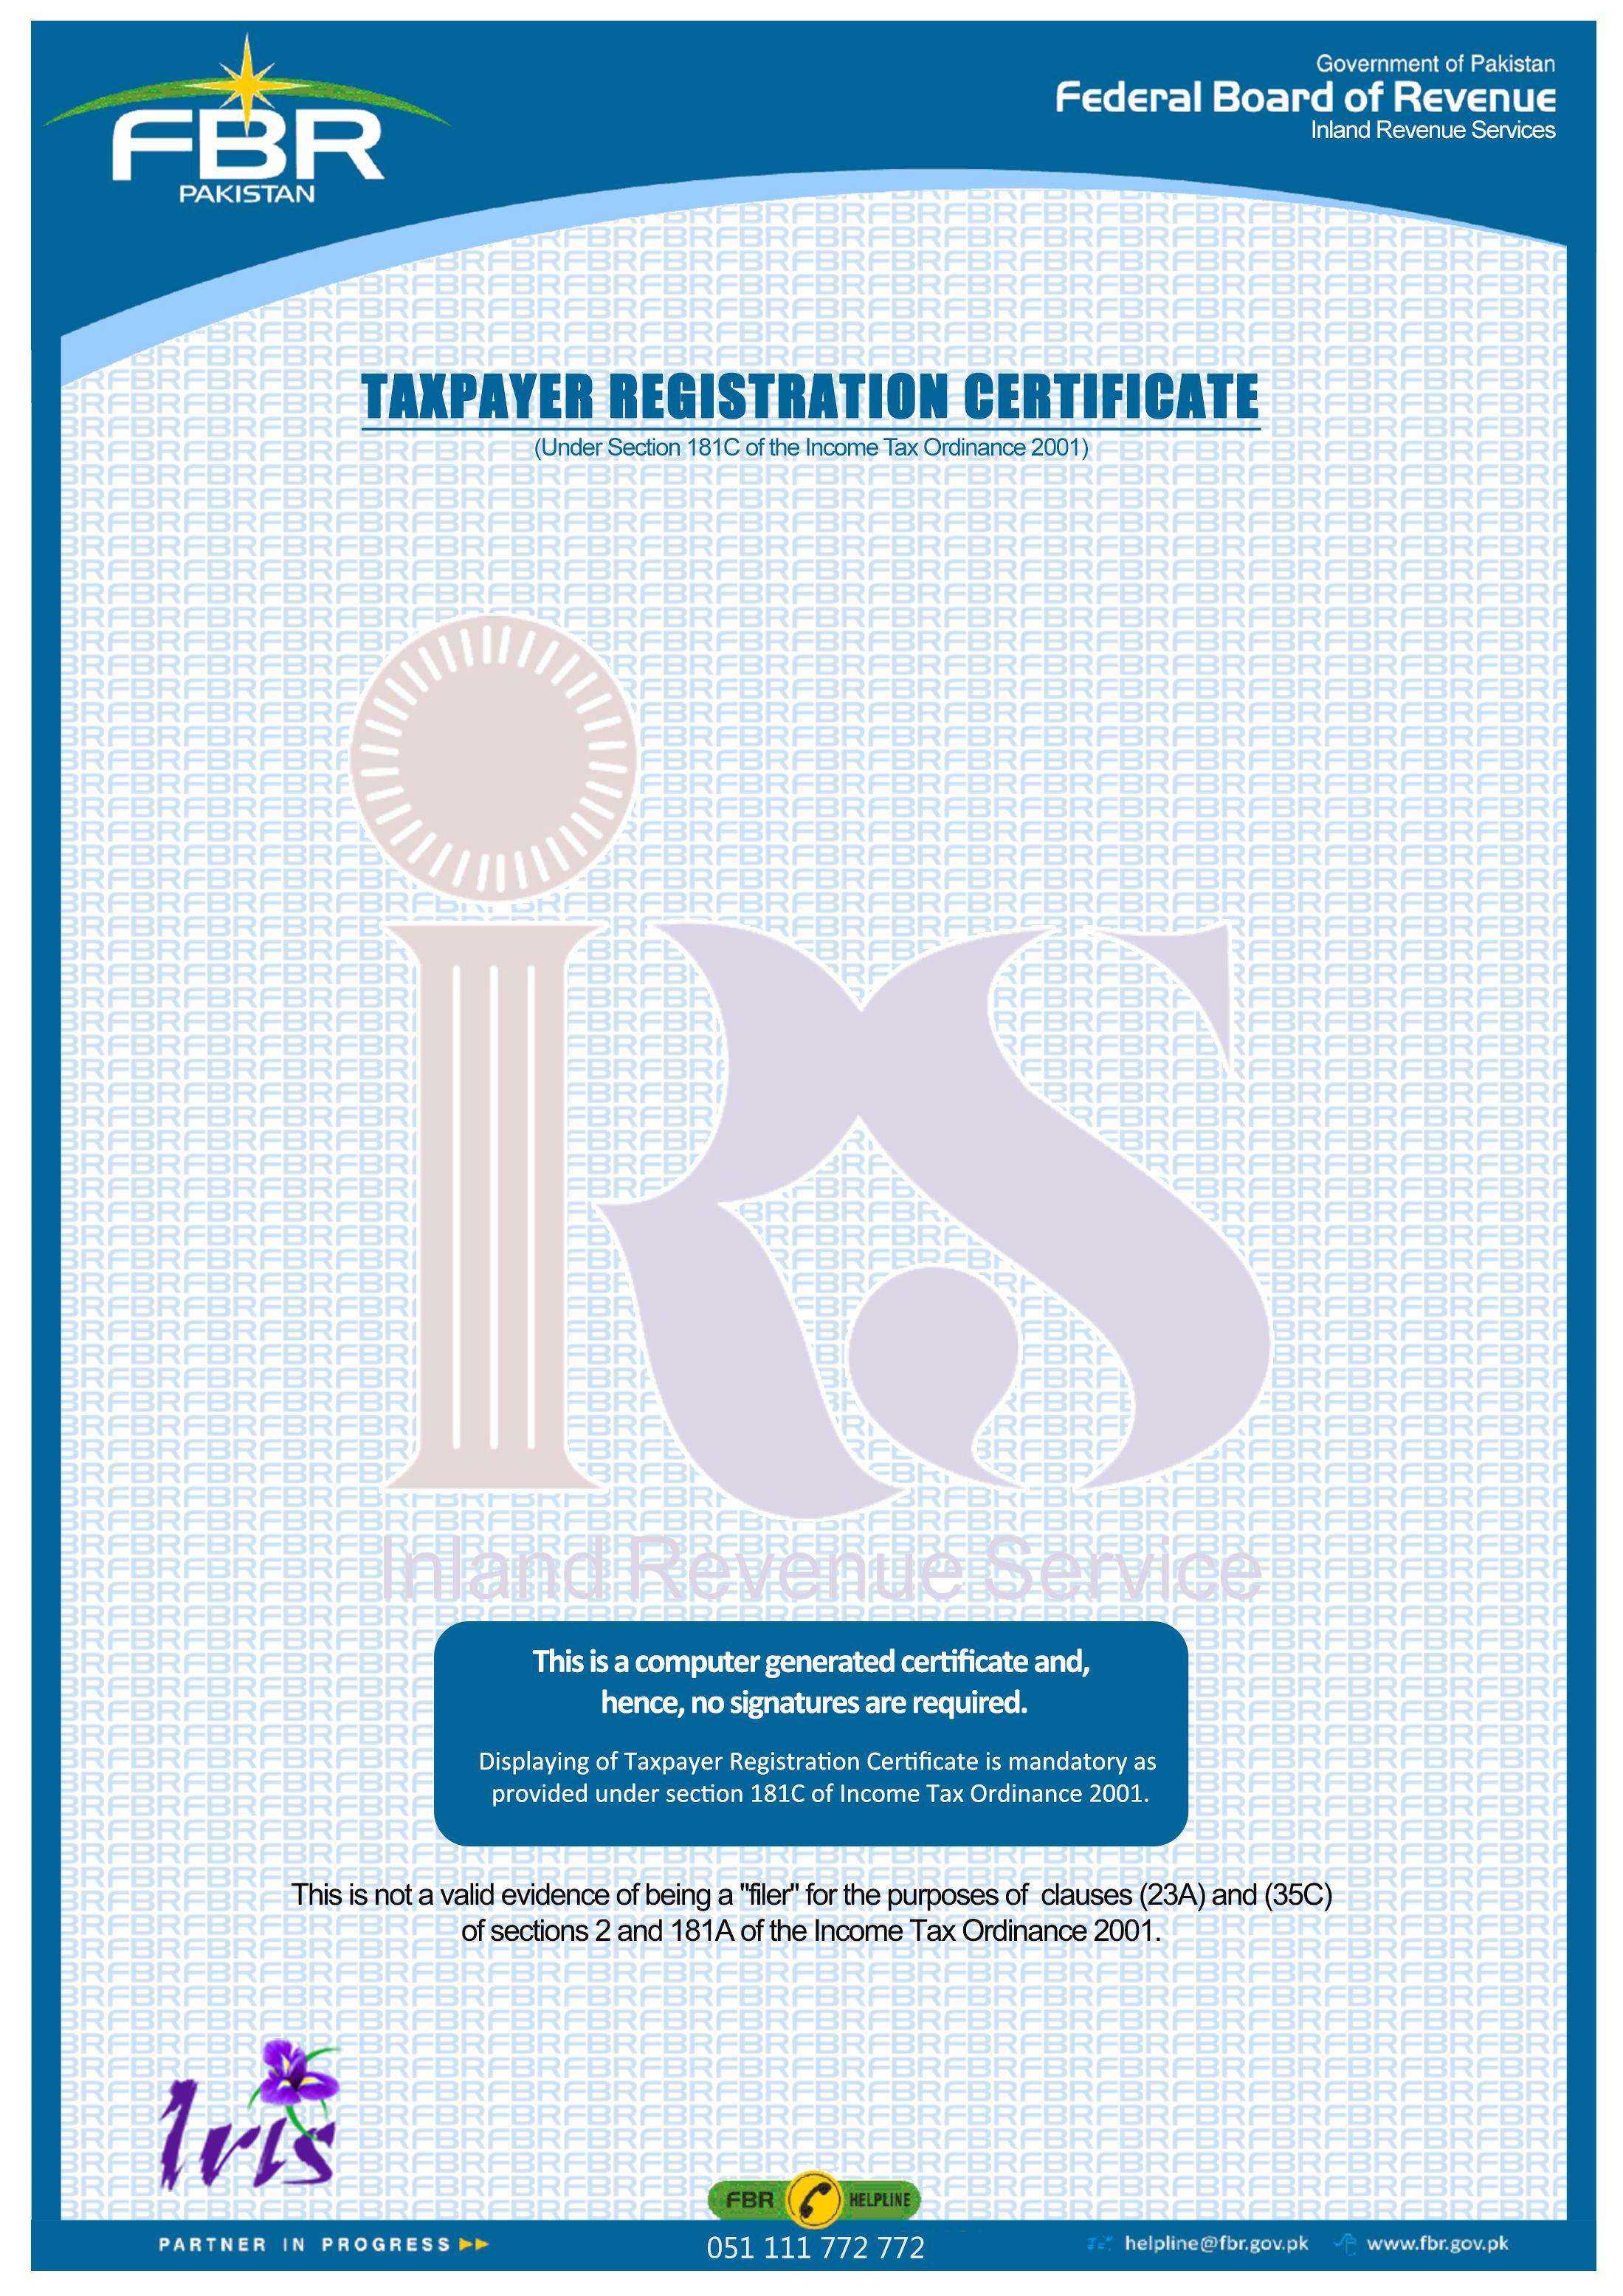 FBR
PAKISTAN
Government of Pakistan
Federal Board of Revenue
Inland Revenue Services
TAXPAYER REGISTRATION CERTIFICATE
(Under Section 181C of the Income Tax Ordinance 2001)
iRS
Inland Revenue Service
This is a computer generated certificate and,
hence, no signatures are required.
Displaying of Taxpayer Registration Certificate is mandatory as
provided under section 181C of Income Tax Ordinance 2001.
This is not a valid evidence of being a "filer" for the purposes of clauses (23A) and (35C)
of sections 2 and 181A of the Income Tax Ordinance 2001.
Iris
FBR HELPLINE
PARTNER IN PROGRESS
051 111 772 772
helpline@fbr.gov.pk
www.fbr.gov.pk